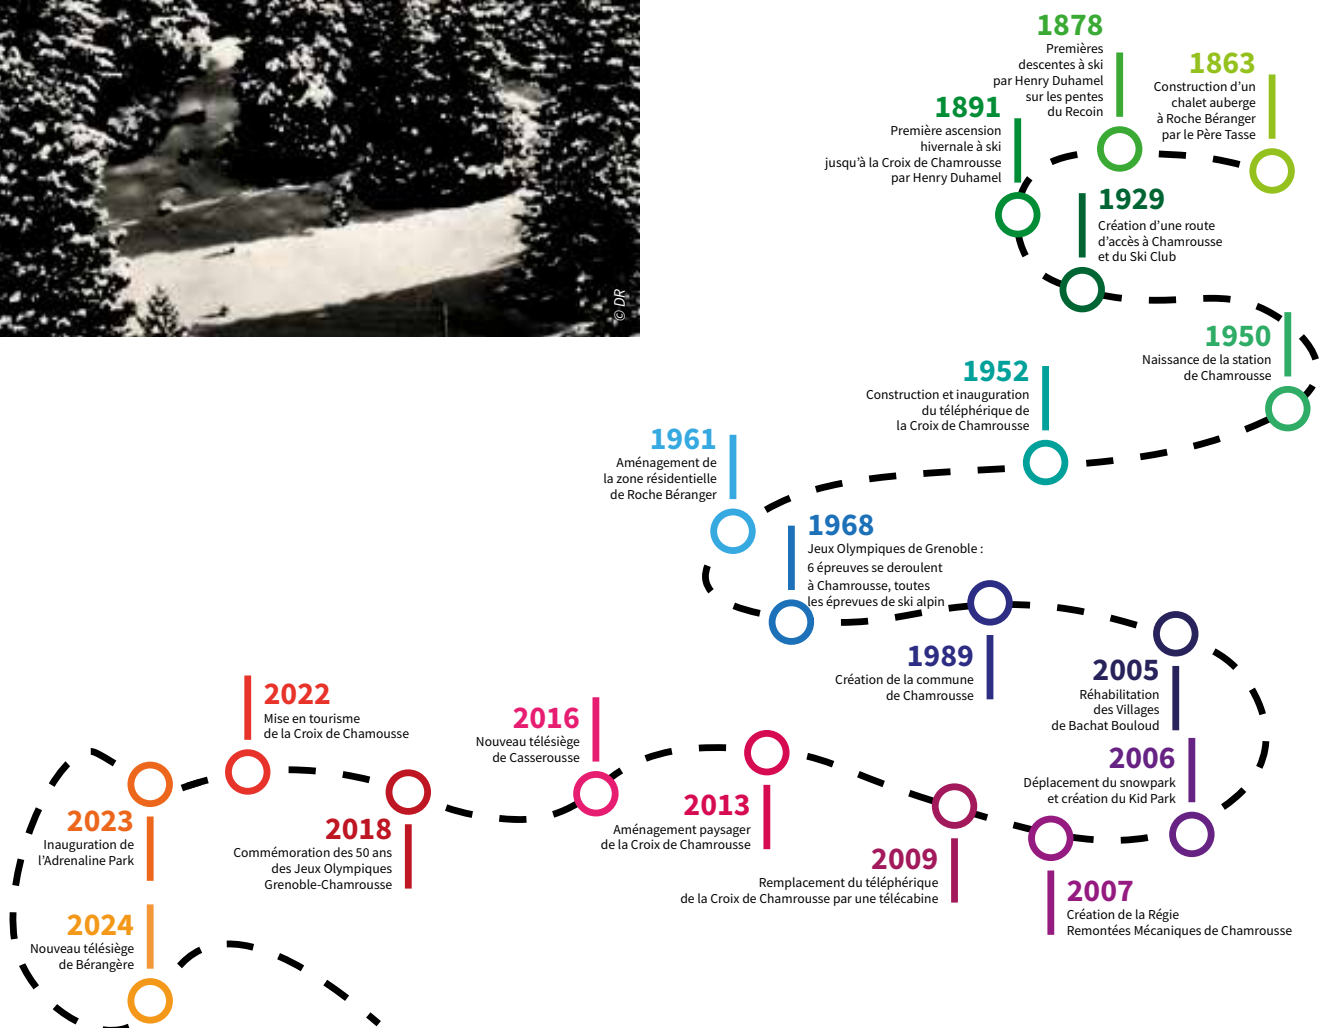 © DR
1863
Construction d’un
chalet auberge
à Roche Béranger
par le Père Tasse
1878
Premières
descentes à ski
par Henry Duhamel
sur les pentes
du Recoin
1891
Première ascension
hivernale à ski
jusqu’à la Croix de Chamrousse
par Henry Duhamel
1929
Création d’une route
d’accès à Chamrousse
et du Ski Club
1950
Naissance de la station
de Chamrousse
1952
Construction et inauguration
du téléphérique de
la Croix de Chamrousse
1961
Aménagement de
la zone résidentielle
de Roche Béranger
1968
Jeux Olympiques de Grenoble :
6 épreuves se deroulent
à Chamrousse, toutes
les éprevues de ski alpin
1989
Création de la commune
de Chamrousse
2005
Réhabilitation
des Villages
de Bachat Bouloud
2006
Déplacement du snowpark
et création du Kid Park
2007
Création de la Régie
Remontées Mécaniques de Chamrousse
2009
Remplacement du téléphérique
de la Croix de Chamrousse par une télécabine
2013
Aménagement paysager
de la Croix de Chamrousse
2016
Nouveau télésiège
de Casserousse
2018
Commémoration des 50 ans
des Jeux Olympiques
Grenoble-Chamrousse
2022
Mise en tourisme
de la Croix de Chamousse
2023
Inauguration de
l’Adrenaline Park
2024
Nouveau télésiège
de Bérangère